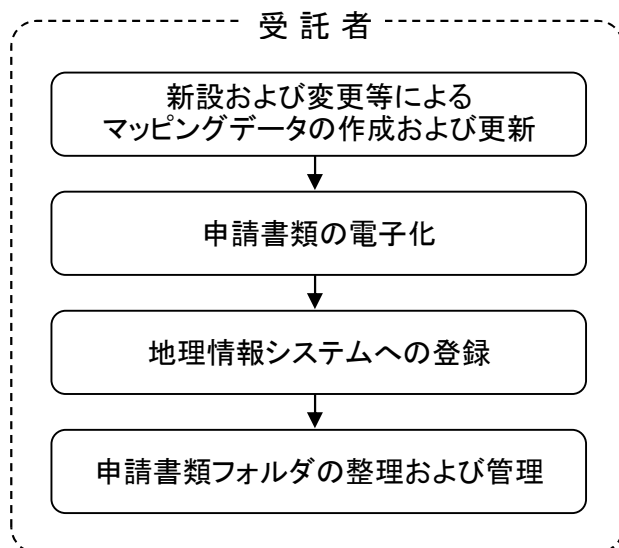 受託者
新設および変更等による
マッピングデータの作成および更新
申請書類の電子化
地理情報システムへの登録
申請書類フォルダの整理および管理